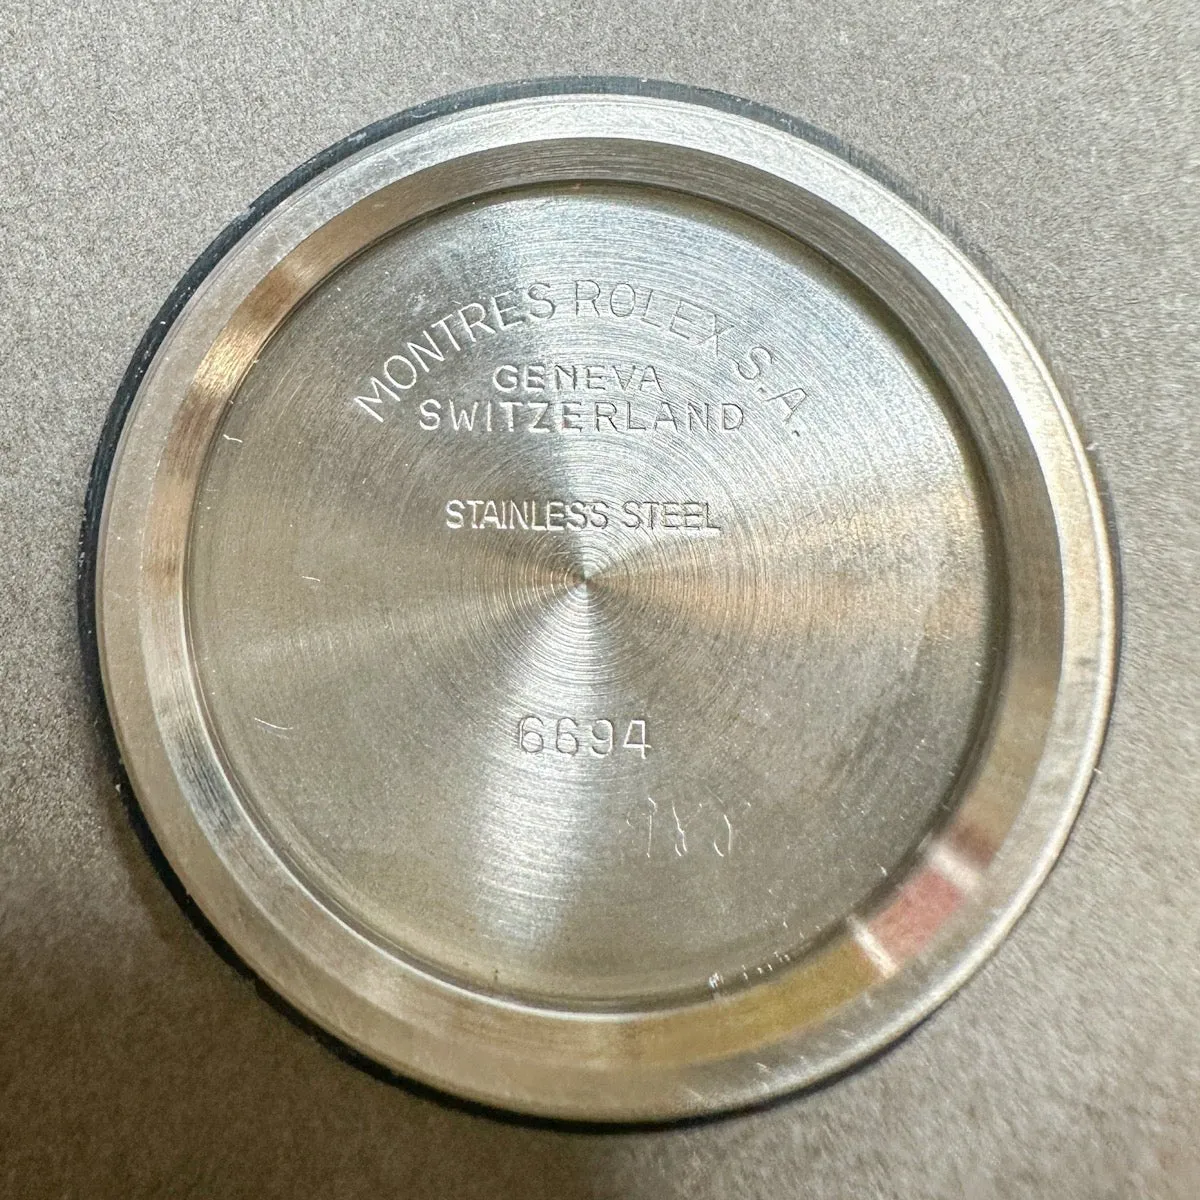 MONTRES ROLEX S.A.
GENEVA
SWITZERLAND
STAINLESS STEEL
6694